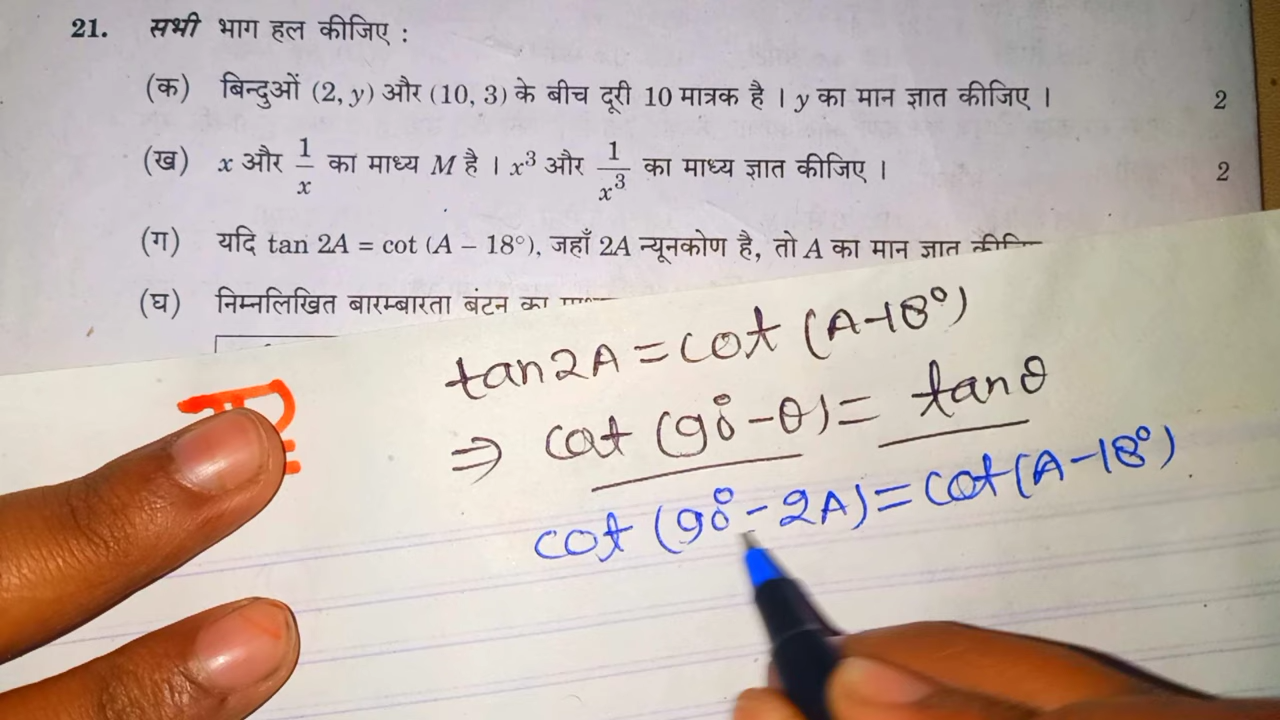 21. सभी भाग हल कीजिए :
(क) बिन्दुओं (2, y) और (10, 3) के बीच दूरी 10 मात्रक है । y का मान ज्ञात कीजिए । 2
(ख) x और 1/x का माध्य M है । x³ और 1/x³ का माध्य ज्ञात कीजिए । 2
(ग) यदि tan 2A = cot (A – 18°), जहाँ 2A न्यूनकोण है, तो A का मान ज्ञात
(घ) निम्नलिखित बारम्बारता बंटन का
tan2A = cot (A-18°)
⇒ cot (90°-θ) = tanθ
cot (90°-2A) = cot (A-18°)